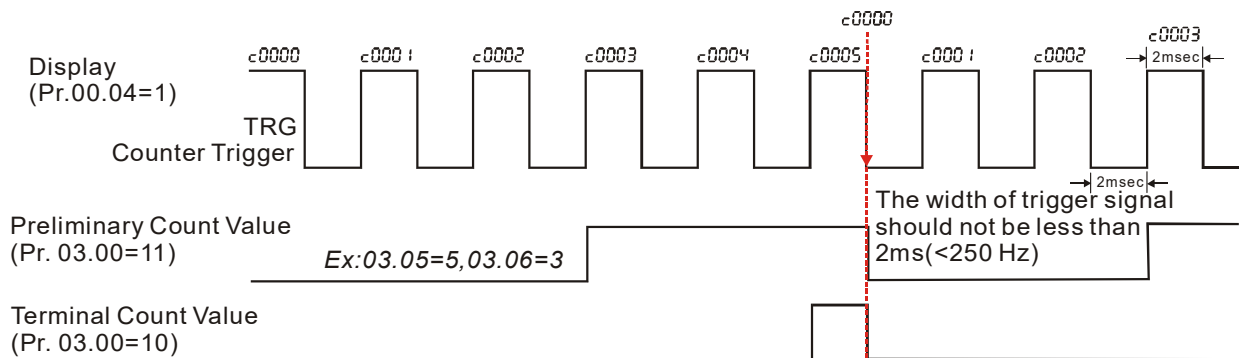 c0000
c0000 c0001 c0002 c0003 c0004 c0005 c0001 c0002 c0003
2msec
Display
(Pr.00.04=1)
TRG
Counter Trigger
2msec
Preliminary Count Value
(Pr. 03.00=11)
Ex:03.05=5,03.06=3
The width of trigger signal
should not be less than
2ms(<250 Hz)
Terminal Count Value
(Pr. 03.00=10)